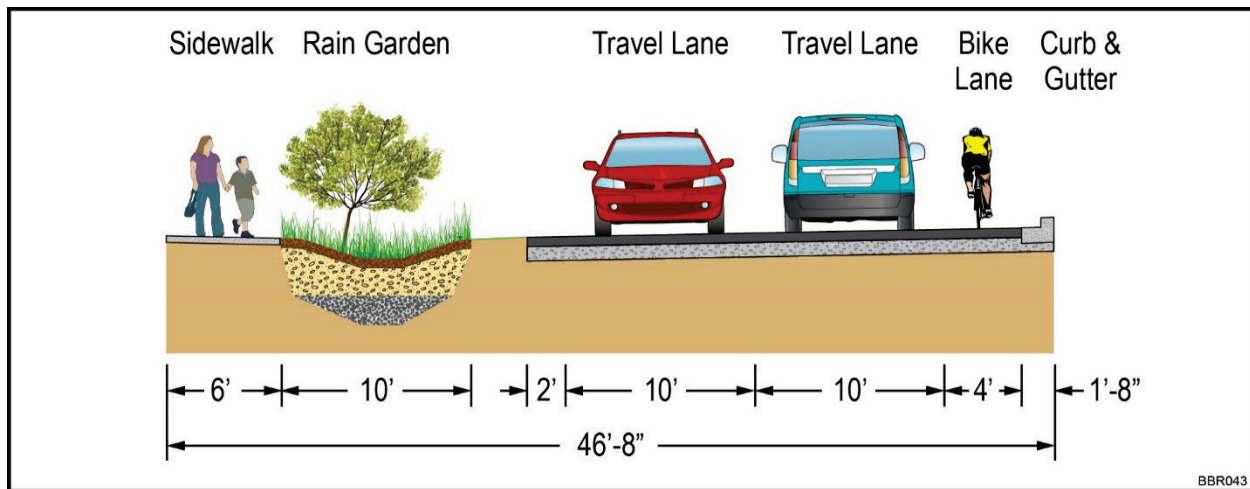 Sidewalk Rain Garden Travel Lane Travel Lane Bike Lane Curb & Gutter
6’ 10’ 2’ 10’ 10’ 4’ 1’-8”
46’-8”
BBR043